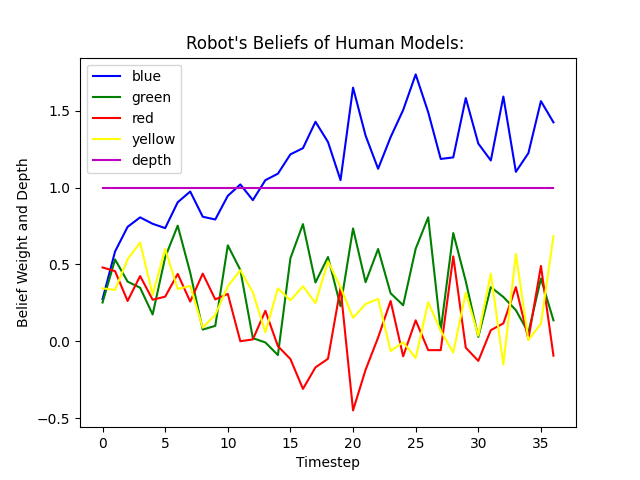 Robot's Beliefs of Human Models:
blue
green
red
yellow
depth
Belief Weight and Depth
1.5
1.0
0.5
0.0
−0.5
0 5 10 15 20 25 30 35
Timestep